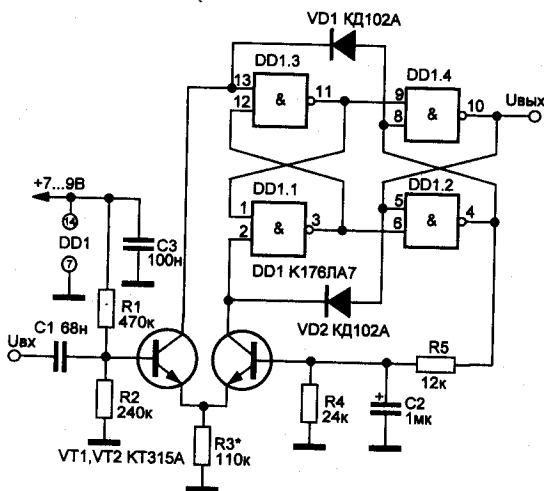 VD1 КД102А
DD1.3
DD1.4
13
12
&
11
9
8
&
10
Uвых
+7...9В
14
DD1
7
C3
100н
DD1.1
DD1.2
1
2
&
3
5
6
&
4
DD1 К176ЛА7
VD2 КД102А
R1
470к
Uвх
C1 68н
R2
240к
R3*
110к
R4
24к
R5
12к
+
C2
1мк
VT1,VT2 КТ315А